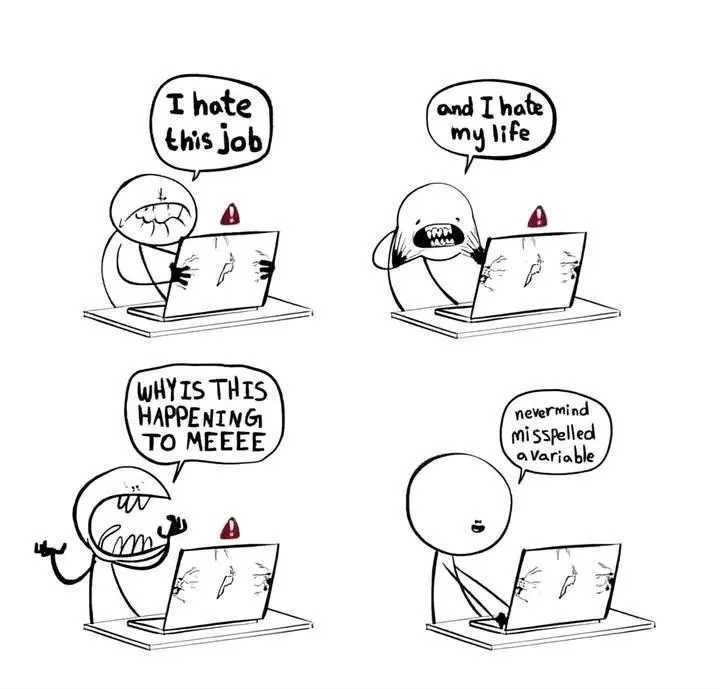 I hate
this job
and I hate
my life
WHY IS THIS
HAPPENING
TO MEEEE
nevermind
misspelled
a variable